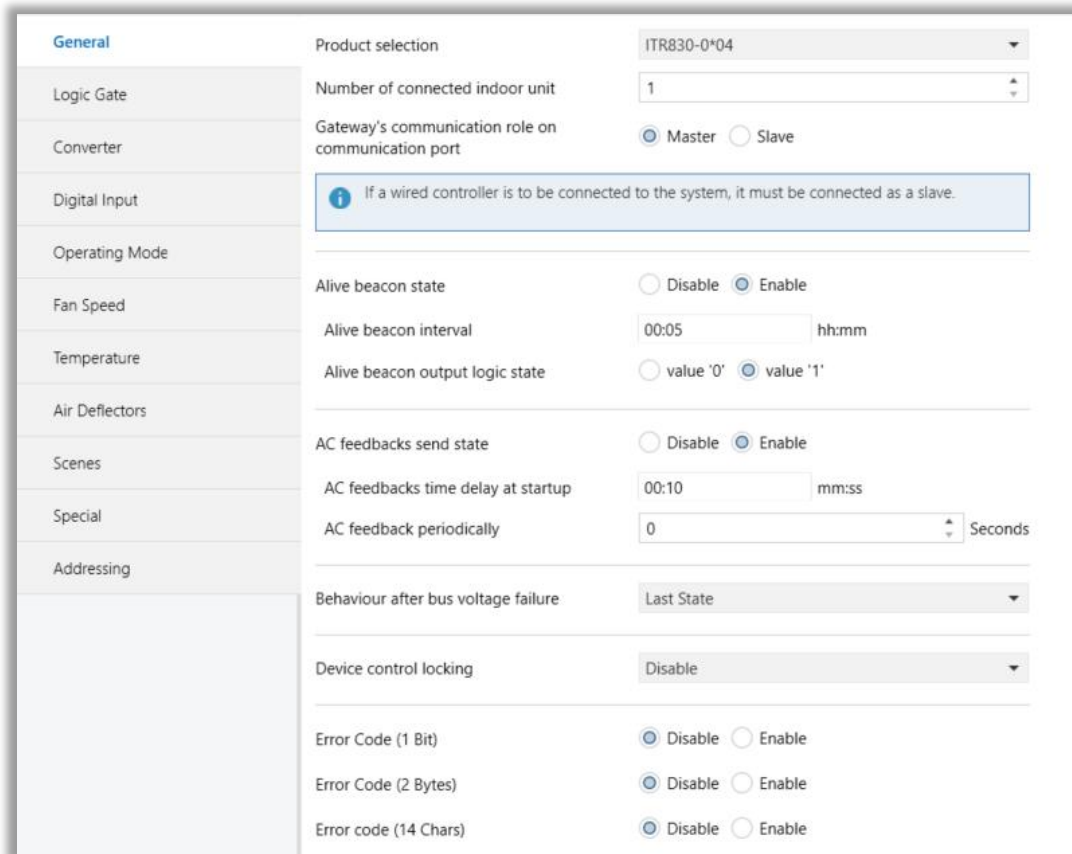 General
Logic Gate
Converter
Digital Input
Operating Mode
Fan Speed
Temperature
Air Deflectors
Scenes
Special
Addressing
Product selection ITR830-0*04
Number of connected indoor unit 1
Gateway's communication role on
communication port Master Slave
If a wired controller is to be connected to the system, it must be connected as a slave.
Alive beacon state Disable Enable
Alive beacon interval 00:05 hh:mm
Alive beacon output logic state value '0' value '1'
AC feedbacks send state Disable Enable
AC feedbacks time delay at startup 00:10 mm:ss
AC feedback periodically 0 Seconds
Behaviour after bus voltage failure Last State
Device control locking Disable
Error Code (1 Bit) Disable Enable
Error Code (2 Bytes) Disable Enable
Error code (14 Chars) Disable Enable